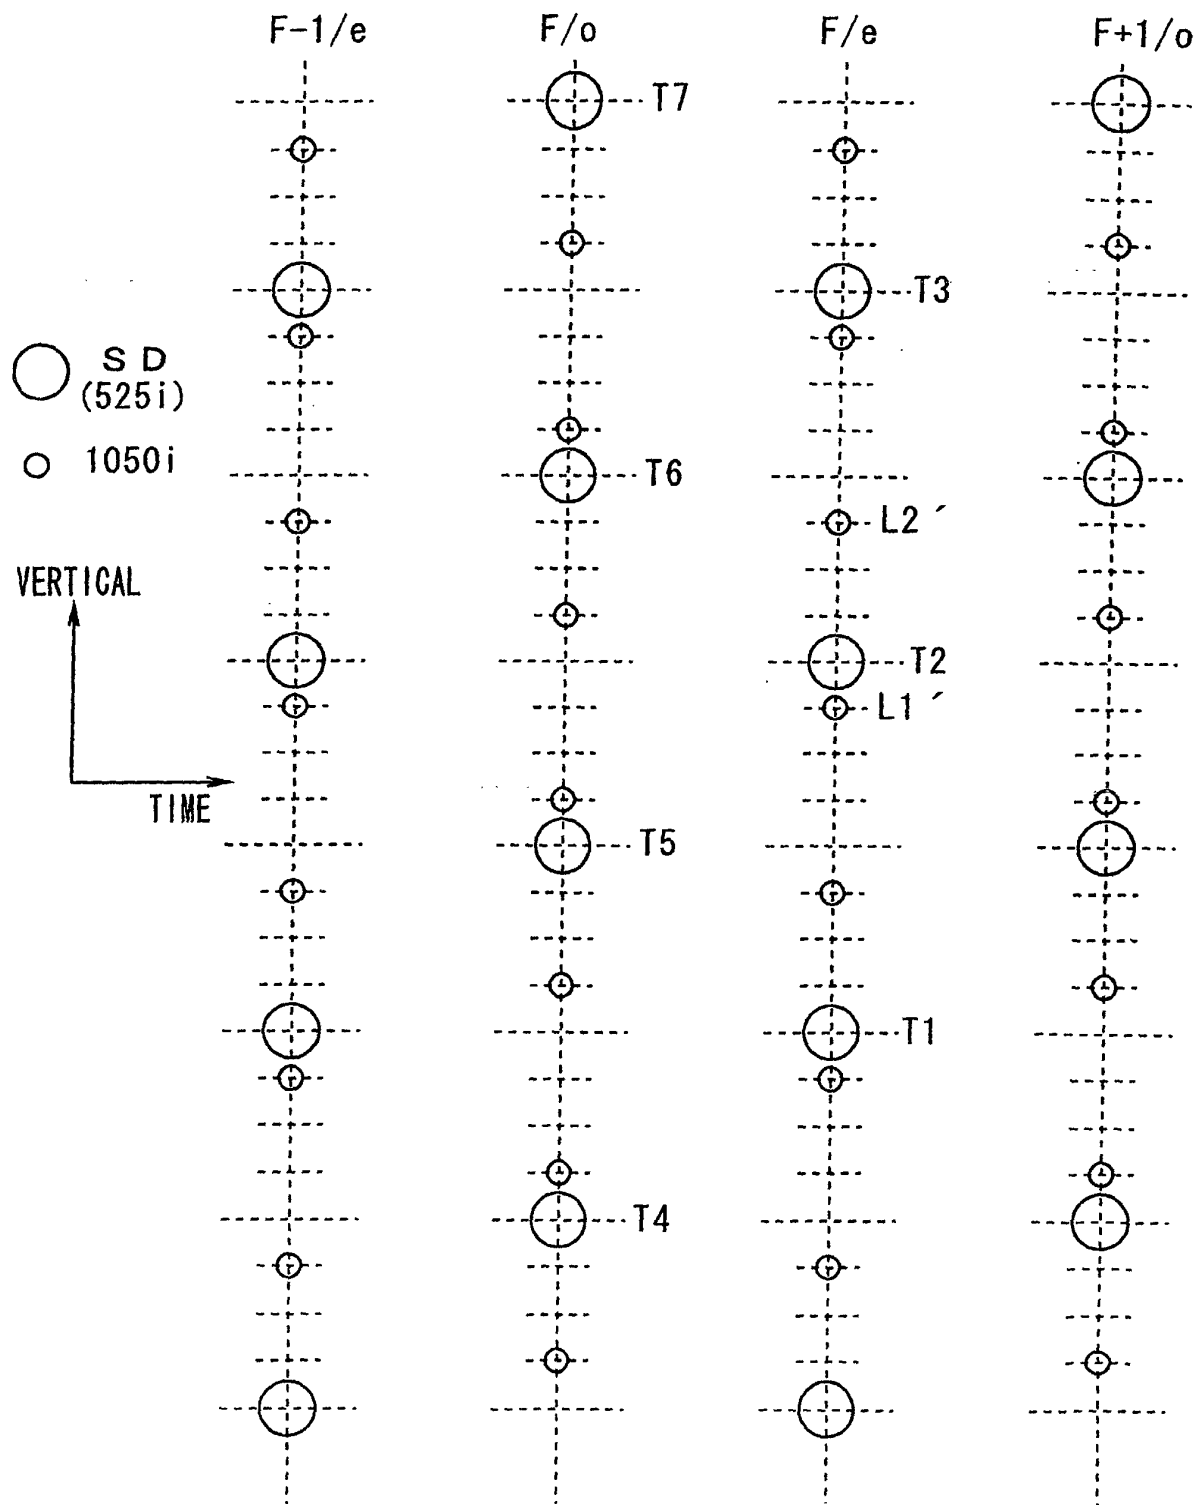 F-1/e F/o F/e F+1/o
T7
T3
SD
(525i)
1050i
T6
L2´
VERTICAL
T2
L1´
TIME
T5
T1
T4